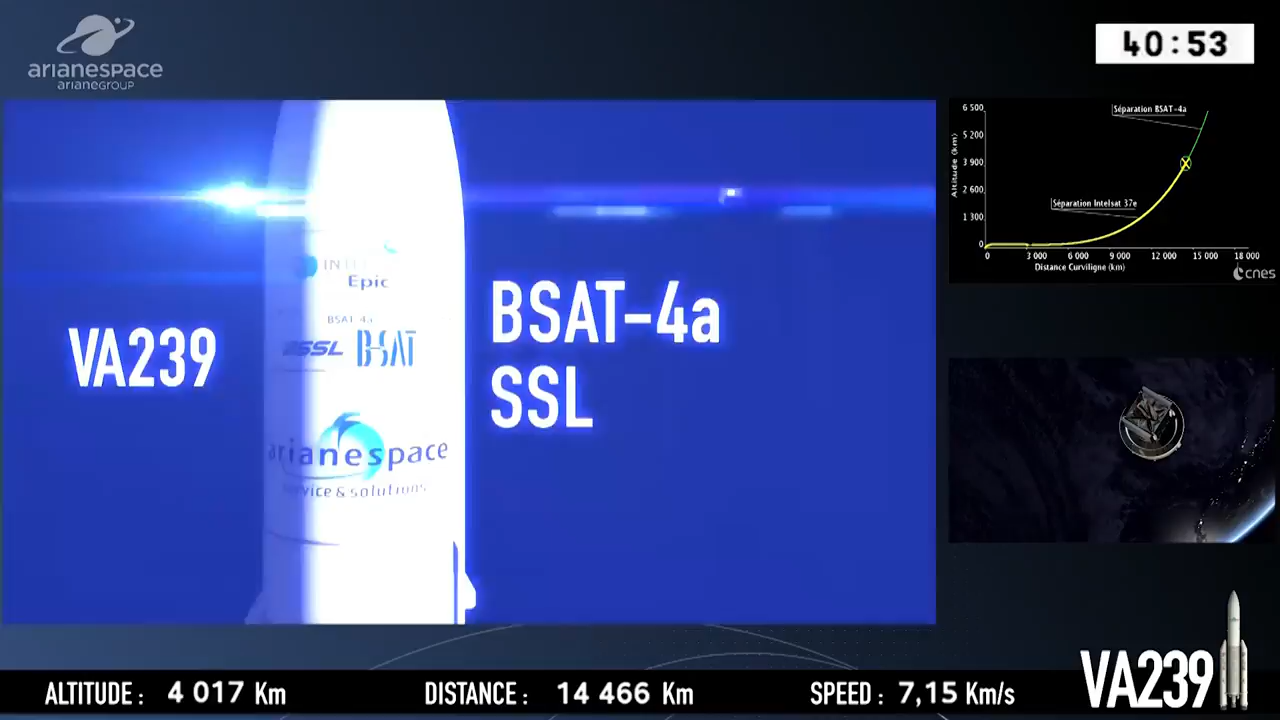 arianespace
arianeGROUP
40:53
6 500
5 200
3 900
2 600
1 300
0
Altitude (km)
Séparation BSAT-4a
Séparation Intelsat 37e
0
3 000
6 000
9 000
12 000
15 000
18 000
Distance Curviligne (km)
cnes
VA239
Epic
BSAT-4a
SSL
BSAT
arianespace
service & solutions
BSAT-4a
SSL
VA239
ALTITUDE : 4 017 Km
DISTANCE : 14 466 Km
SPEED : 7,15 Km/s